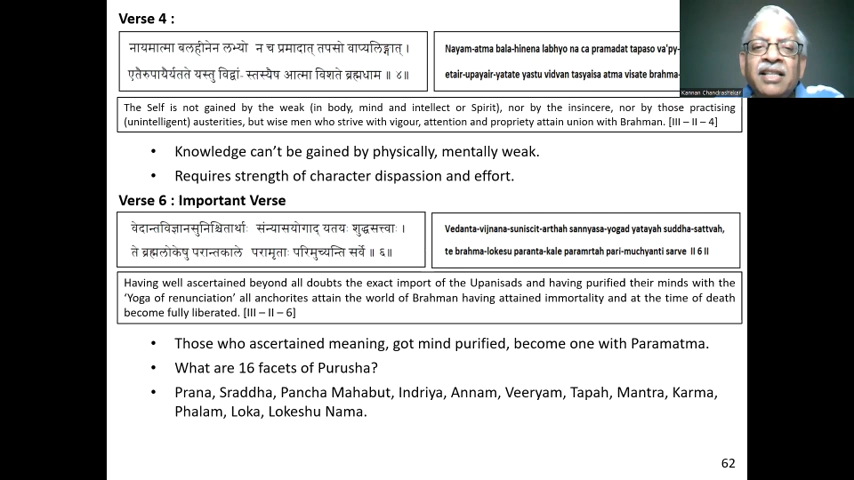 Verse 4 :
नायमात्मा बलहीनेन लभ्यो न च प्रमादात् तपसो वाप्यलिङ्गात् ।
एतैरुपायैर्यतते यस्तु विद्वां- स्तस्यैष आत्मा विशते ब्रह्मधाम ॥ ४॥
Nayam-atma bala-hinena labhyo na ca pramadat tapaso va'py-
etair-upayair-yatate yastu vidvan tasyaisa atma visate brahma-
Kannan Chandrasekar
The Self is not gained by the weak (in body, mind and intellect or Spirit), nor by the insincere, nor by those practising
(unintelligent) austerities, but wise men who strive with vigour, attention and propriety attain union with Brahman. [III – II – 4]
• Knowledge can't be gained by physically, mentally weak.
• Requires strength of character dispassion and effort.
Verse 6 : Important Verse
वेदान्तविज्ञानसुनिश्चितार्थाः संन्यासयोगाद् यतयः शुद्धसत्त्वाः ।
ते ब्रह्मलोकेषु परान्तकाले परामृताः परिमुच्यन्ति सर्वे ॥ ६॥
Vedanta-vijnana-suniscit-arthah sannyasa-yogad yatayah suddha-sattvah,
te brahma-lokesu paranta-kale paramrtah pari-muchyanti sarve II 6 II
Having well ascertained beyond all doubts the exact import of the Upanisads and having purified their minds with the
'Yoga of renunciation' all anchorites attain the world of Brahman having attained immortality and at the time of death
become fully liberated. [III – II – 6]
• Those who ascertained meaning, got mind purified, become one with Paramatma.
• What are 16 facets of Purusha?
• Prana, Sraddha, Pancha Mahabut, Indriya, Annam, Veeryam, Tapah, Mantra, Karma,
Phalam, Loka, Lokeshu Nama.
62